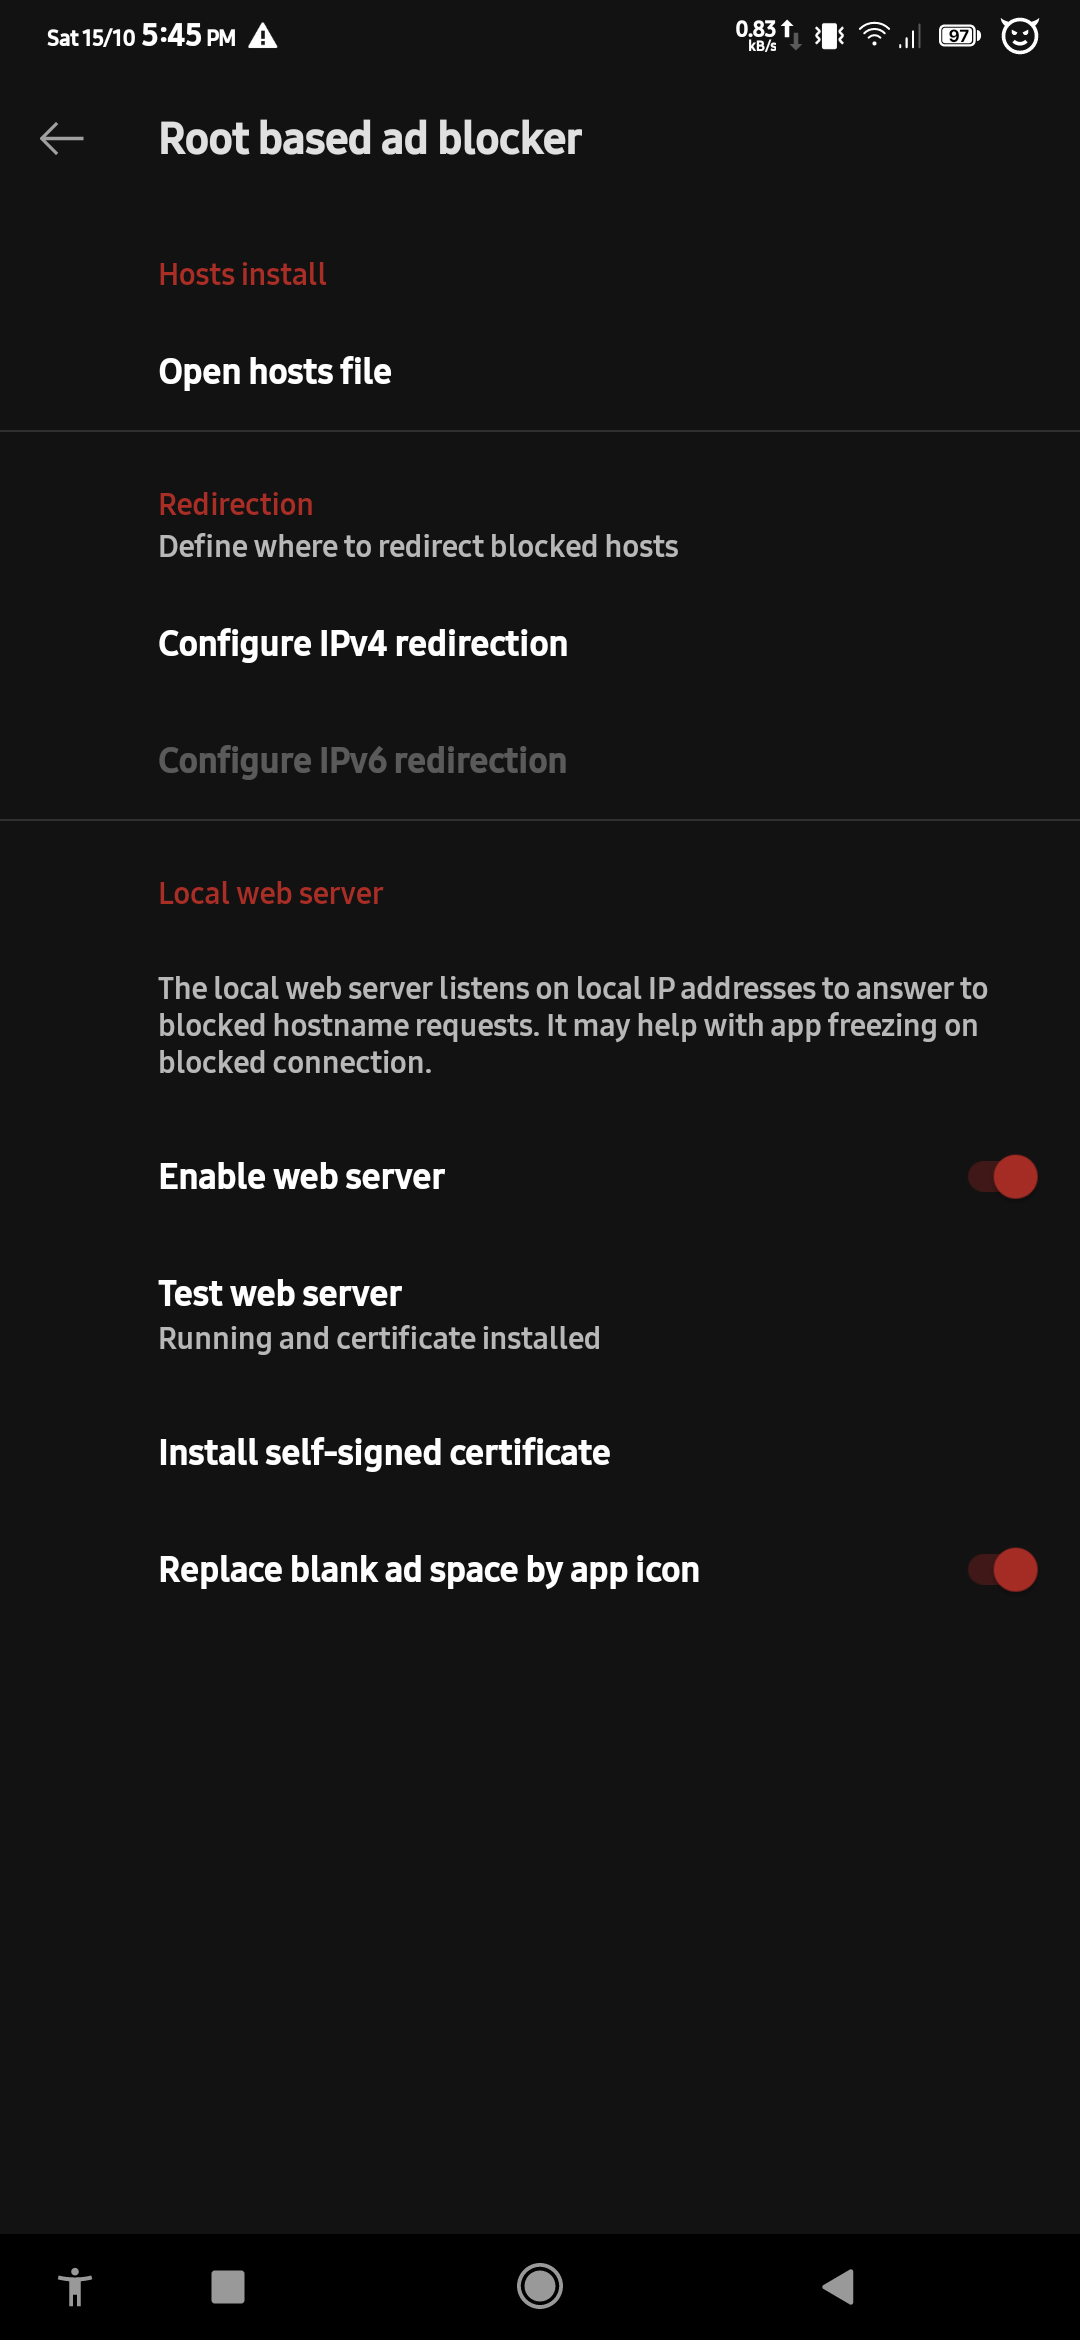 Sat 15/10 5:45 PM 0.83 kB/s 97
Root based ad blocker
Hosts install
Open hosts file
Redirection
Define where to redirect blocked hosts
Configure IPv4 redirection
Configure IPv6 redirection
Local web server
The local web server listens on local IP addresses to answer to
blocked hostname requests. It may help with app freezing on
blocked connection.
Enable web server
Test web server
Running and certificate installed
Install self-signed certificate
Replace blank ad space by app icon